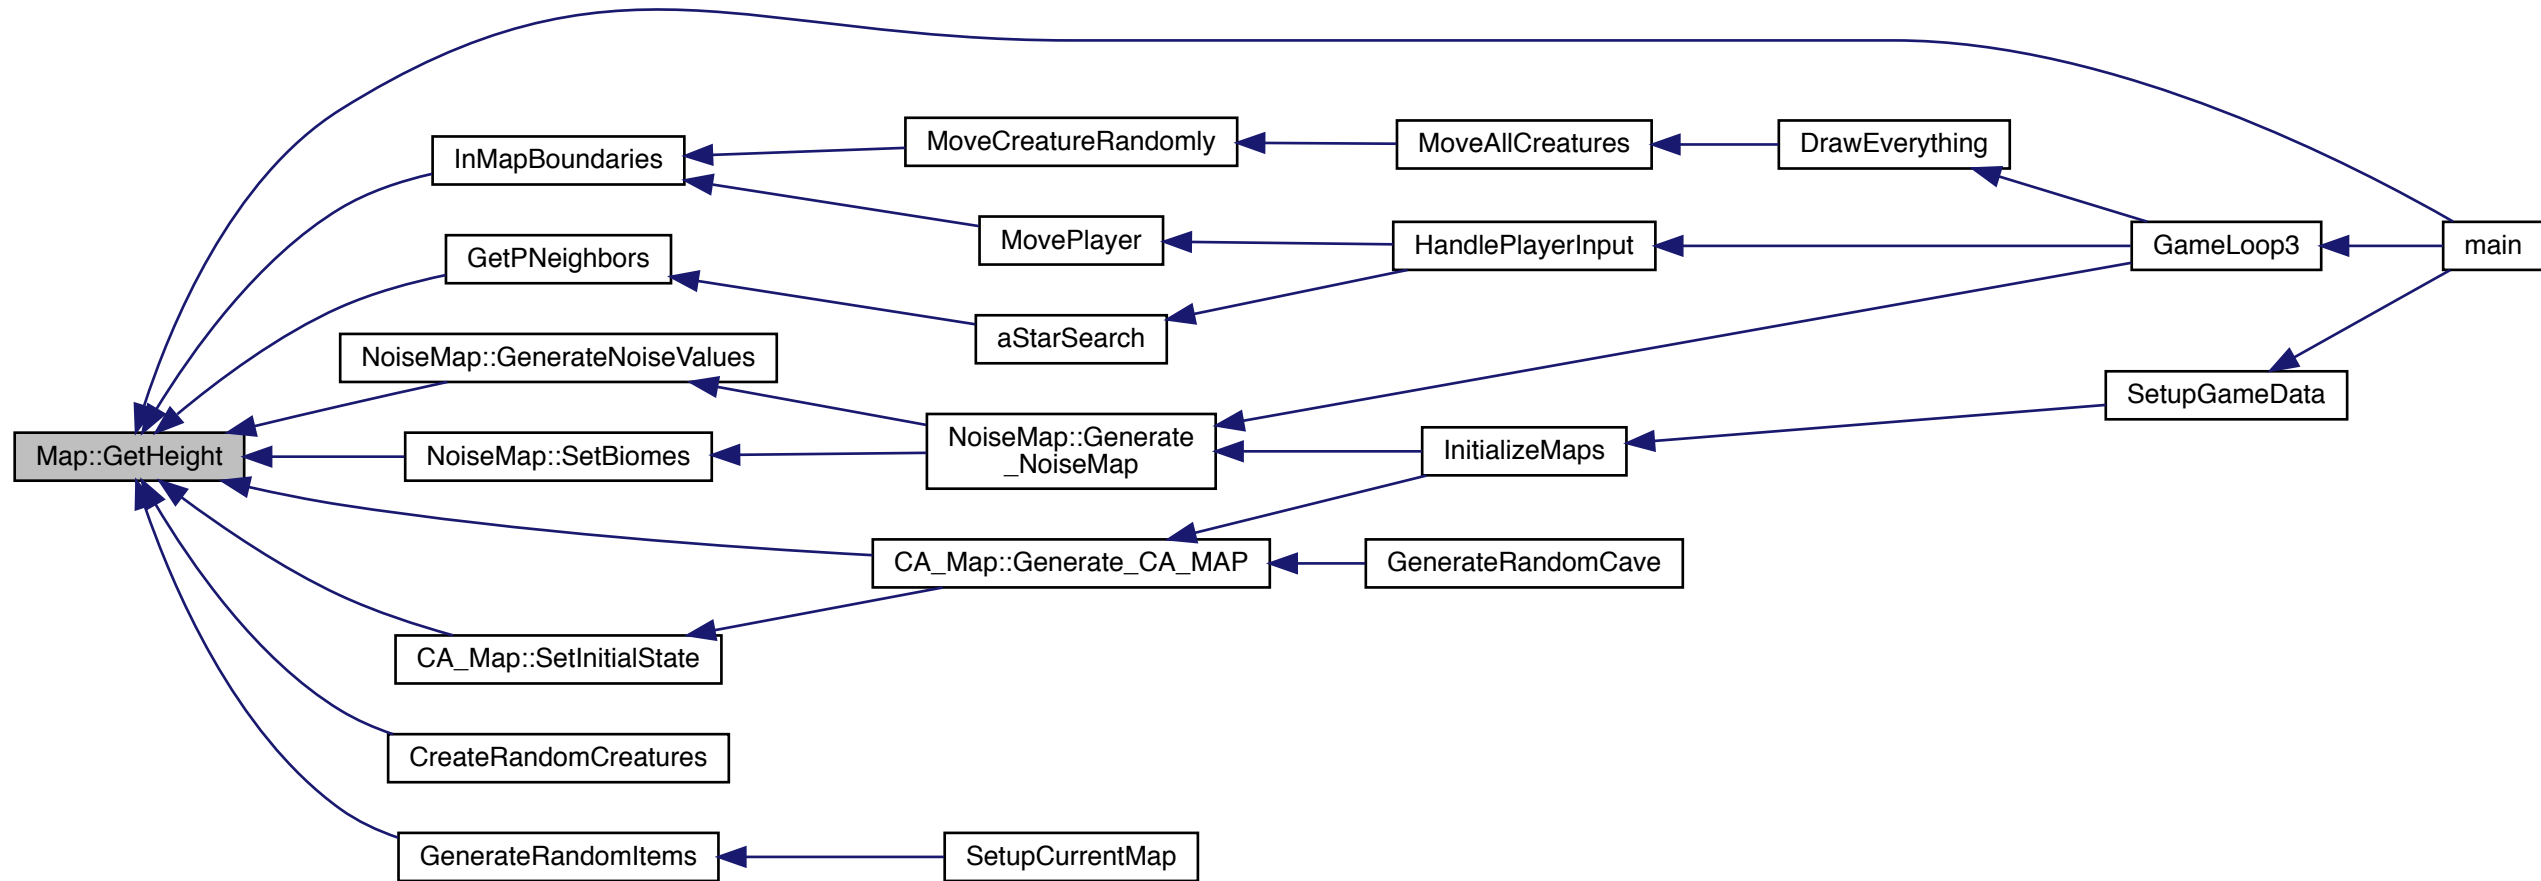 MoveCreatureRandomly
MoveAllCreatures
DrawEverything
InMapBoundaries
MovePlayer
HandlePlayerInput
GameLoop3
main
GetPNeighbors
aStarSearch
NoiseMap::GenerateNoiseValues
SetupGameData
Map::GetHeight
NoiseMap::SetBiomes
NoiseMap::Generate
_NoiseMap
InitializeMaps
CA_Map::Generate_CA_MAP
GenerateRandomCave
CA_Map::SetInitialState
CreateRandomCreatures
GenerateRandomItems
SetupCurrentMap